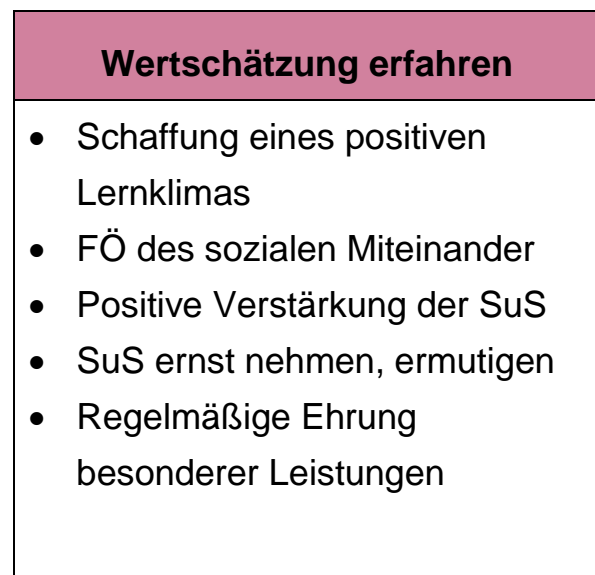 Wertschätzung erfahren
• Schaffung eines positiven
Lernklimas
• FÖ des sozialen Miteinander
• Positive Verstärkung der SuS
• SuS ernst nehmen, ermutigen
• Regelmäßige Ehrung
besonderer Leistungen